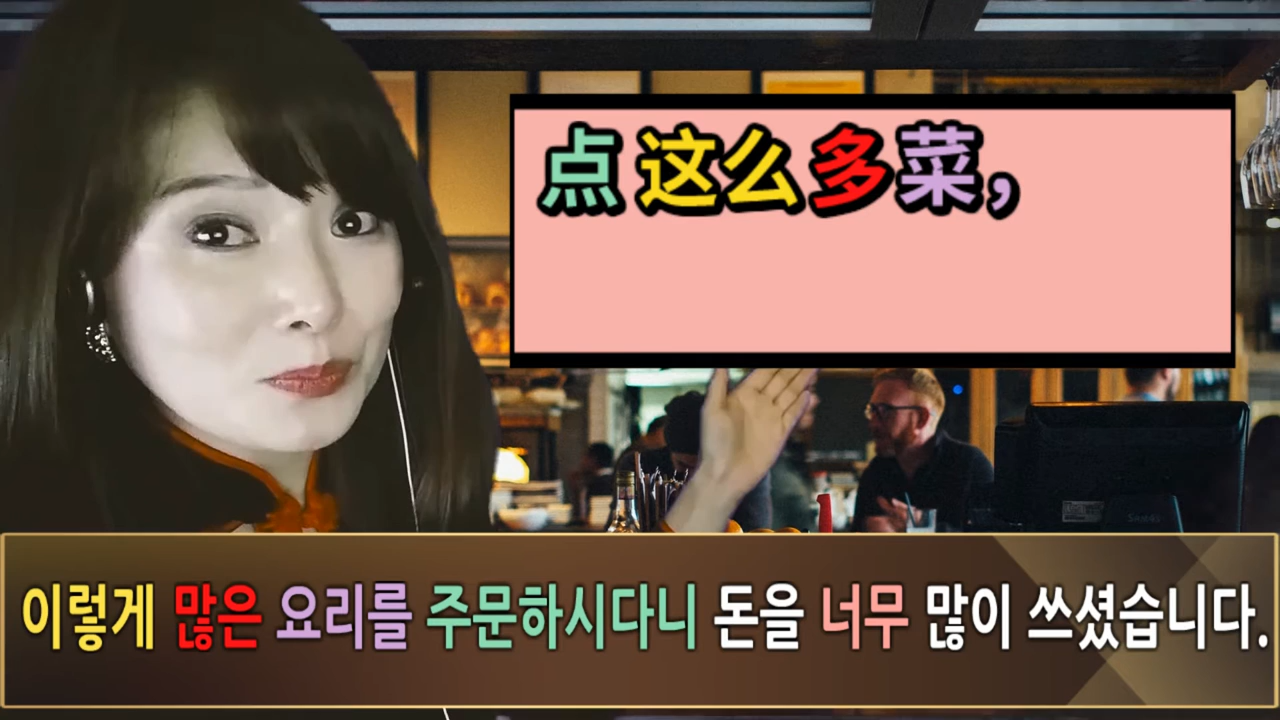 点 这么多菜,
이렇게 많은 요리를 주문하시다니 돈을 너무 많이 쓰셨습니다.